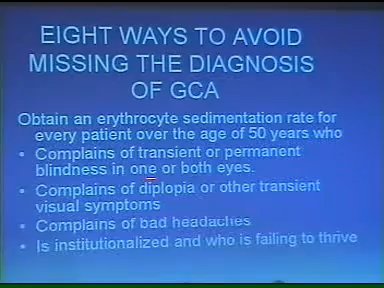 EIGHT WAYS TO AVOID
MISSING THE DIAGNOSIS
OF GCA
Obtain an erythrocyte sedimentation rate for
every patient over the age of 50 years who
• Complains of transient or permanent
blindness in one or both eyes.
• Complains of diplopia or other transient
visual symptoms
• Complains of bad headaches
• Is institutionalized and who is failing to thrive